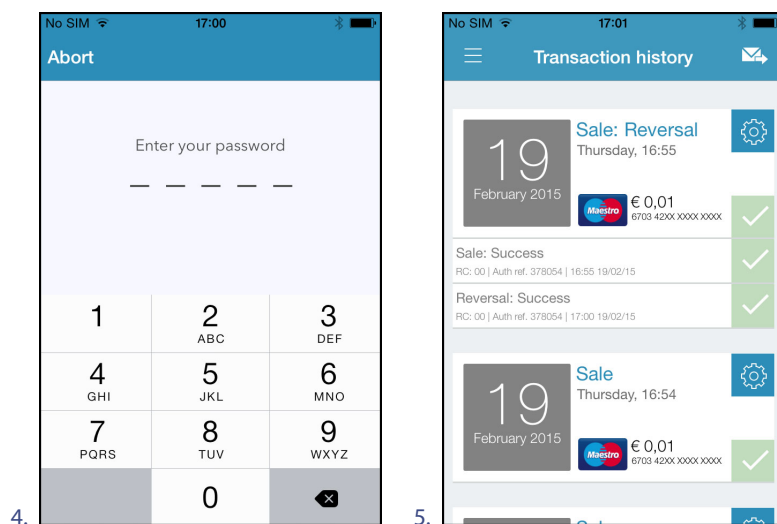 No SIM 17:00
Abort
Enter your password
1
2
ABC
3
DEF
4
GHI
5
JKL
6
MNO
7
PQRS
8
TUV
9
WXYZ
0
4.
No SIM 17:01
Transaction history
19
February 2015
Sale: Reversal
Thursday, 16:55
Maestro
€ 0,01
6703 42XX XXXX XXXX
Sale: Success
RC: 00 | Auth ref. 378054 | 16:55 19/02/15
Reversal: Success
RC: 00 | Auth ref. 378054 | 17:00 19/02/15
19
February 2015
Sale
Thursday, 16:54
Maestro
€ 0,01
6703 42XX XXXX XXXX
5.